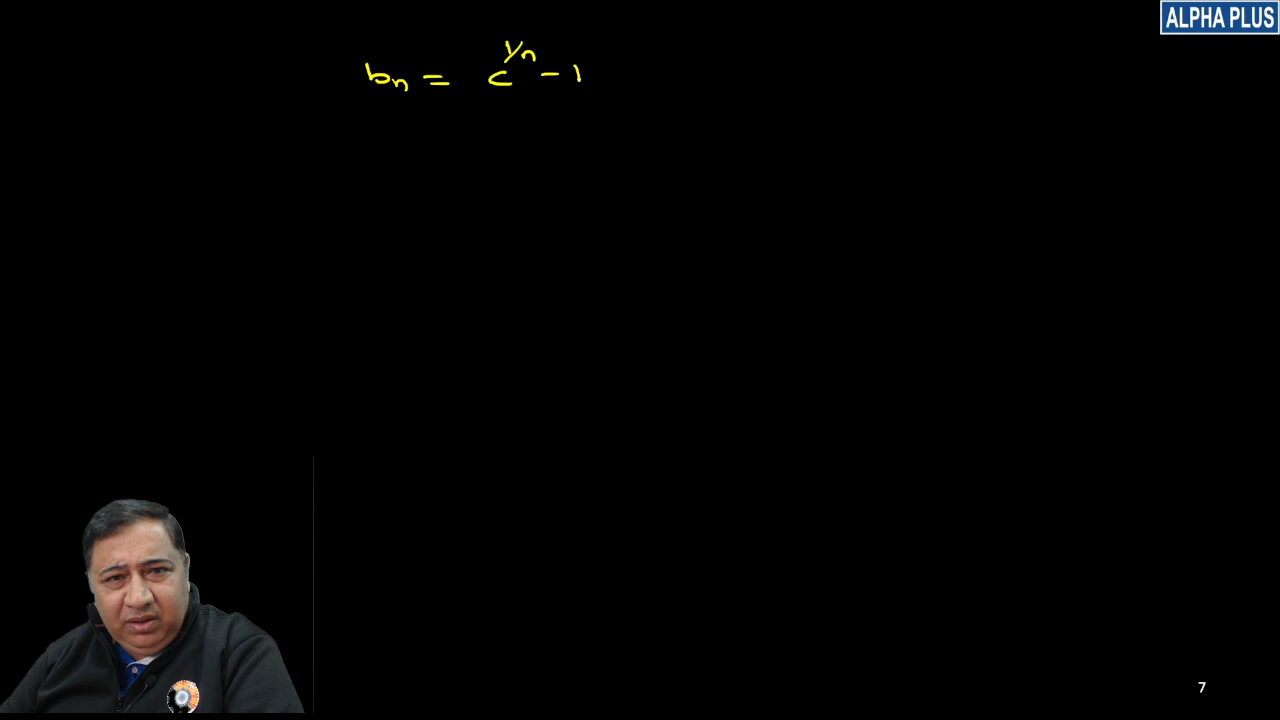 ALPHA PLUS
bₙ = c^{1/n} - 1
7